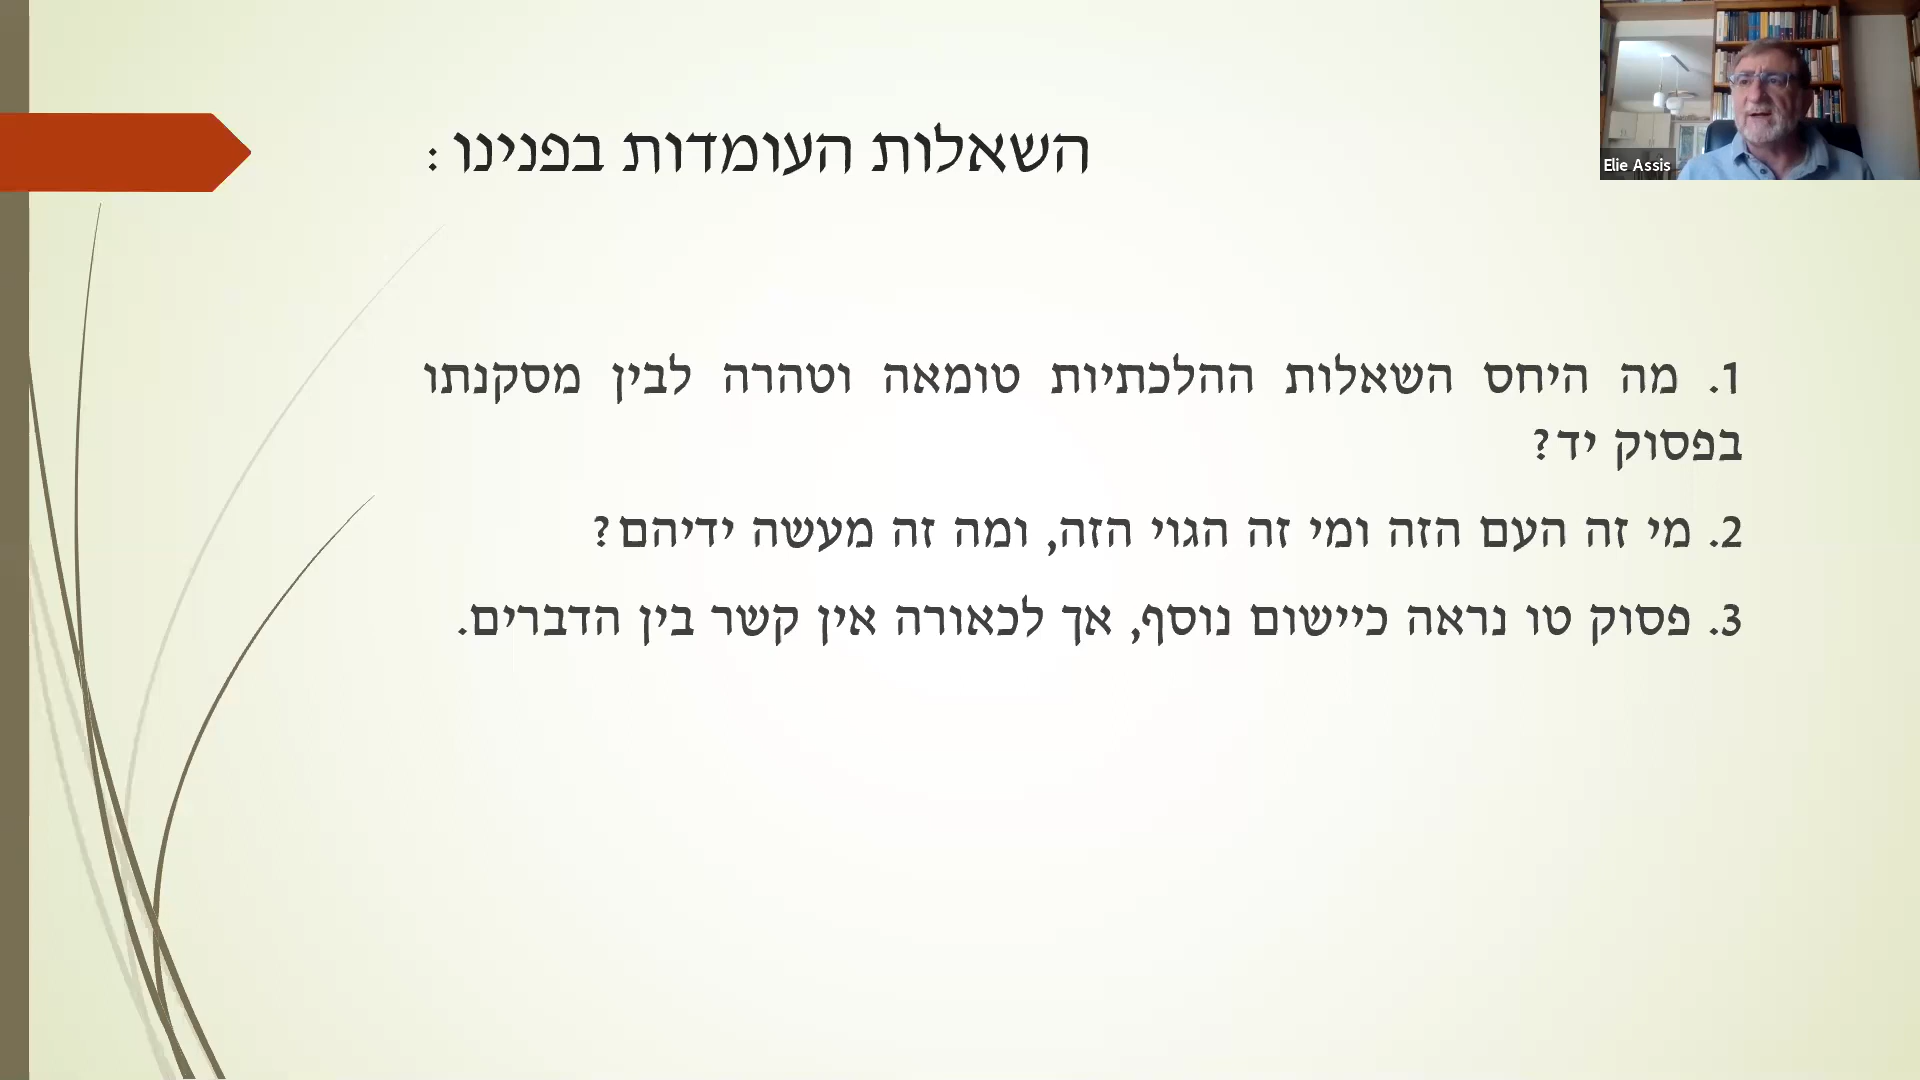 השאלות העומדות בפנינו :
Elie Assis
1. מה היחס השאלות ההלכתיות טומאה וטהרה לבין מסקנתו
בפסוק יד?
2. מי זה העם הזה ומי זה הגוי הזה, ומה זה מעשה ידיהם?
3. פסוק טו נראה כיישום נוסף, אך לכאורה אין קשר בין הדברים.